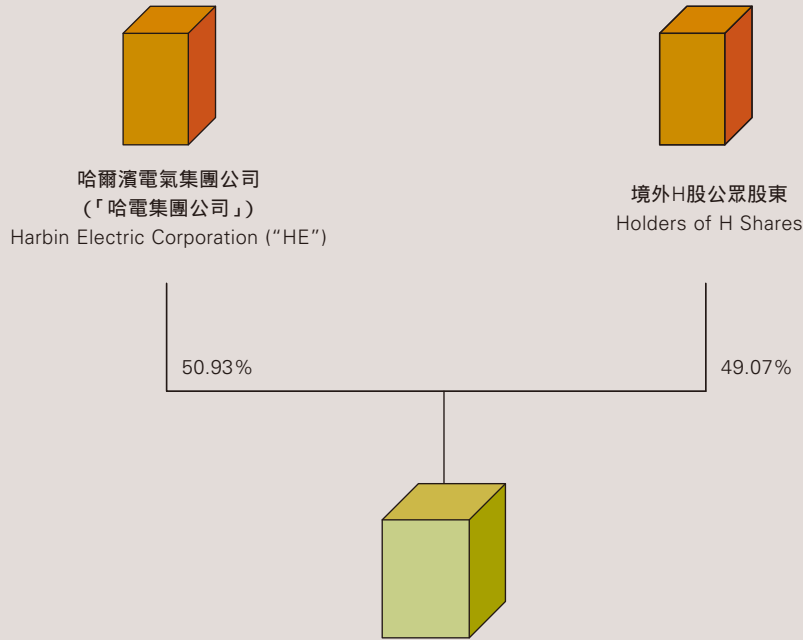 哈爾濱電氣集團公司
(「哈電集團公司」)
Harbin Electric Corporation (“HE”)
境外H股公眾股東
Holders of H Shares
50.93%
49.07%